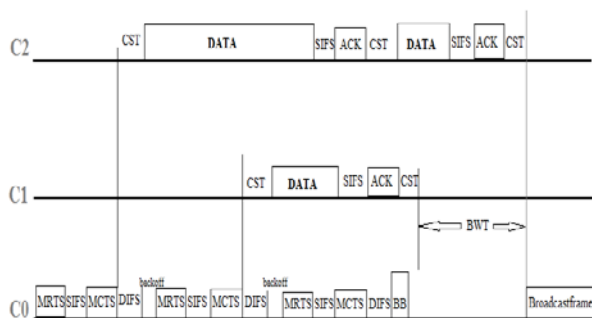 C2 CST DATA SIFS ACK CST DATA SIFS ACK CST
C1 CST DATA SIFS ACK CST
BWT
backoff backoff
C0 MRTS SIFS MCTS DIFS MRTS SIFS MCTS DIFS MRTS SIFS MCTS DIFS BB Broadcastframe